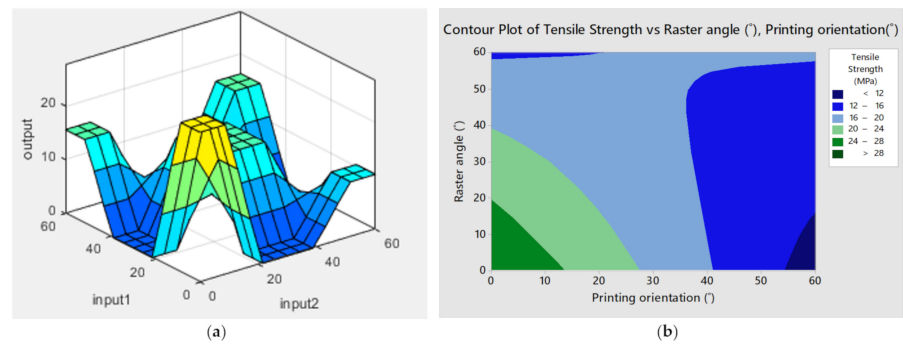 output
20
10
0
60
40
20
0
input1
0
20
40
60
input2
(a)
Contour Plot of Tensile Strength vs Raster angle (°), Printing orientation(°)
Raster angle (°)
60
50
40
30
20
10
0
0 10 20 30 40 50 60
Printing orientation (°)
Tensile
Strength
(MPa)
< 12
12 – 16
16 – 20
20 – 24
24 – 28
> 28
(b)